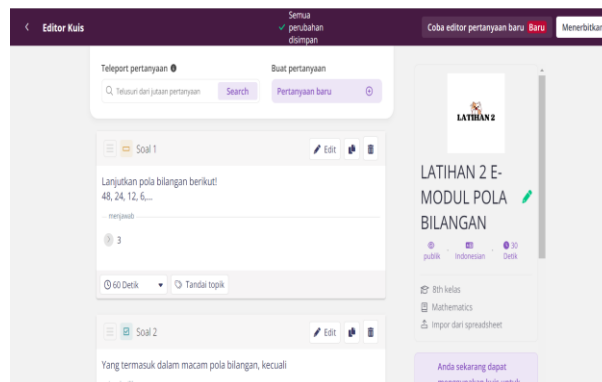 Editor Kuis
Semua
perubahan
disimpan
Coba editor pertanyaan baru Baru
Menerbitkan
Teleport pertanyaan
Buat pertanyaan
Telusuri dari jutaan pertanyaan
Search
Pertanyaan baru
Soal 1
Edit
Lanjutkan pola bilangan berikut!
48, 24, 12, 6,...
menjawab
3
60 Detik
Tandai topik
Soal 2
Edit
Yang termasuk dalam macam pola bilangan, kecuali
LATIHAN 2
LATIHAN 2 E-
MODUL POLA
BILANGAN
publik
Indonesian
30
Detik
8th kelas
Mathematics
Impor dari spreadsheet
Anda sekarang dapat